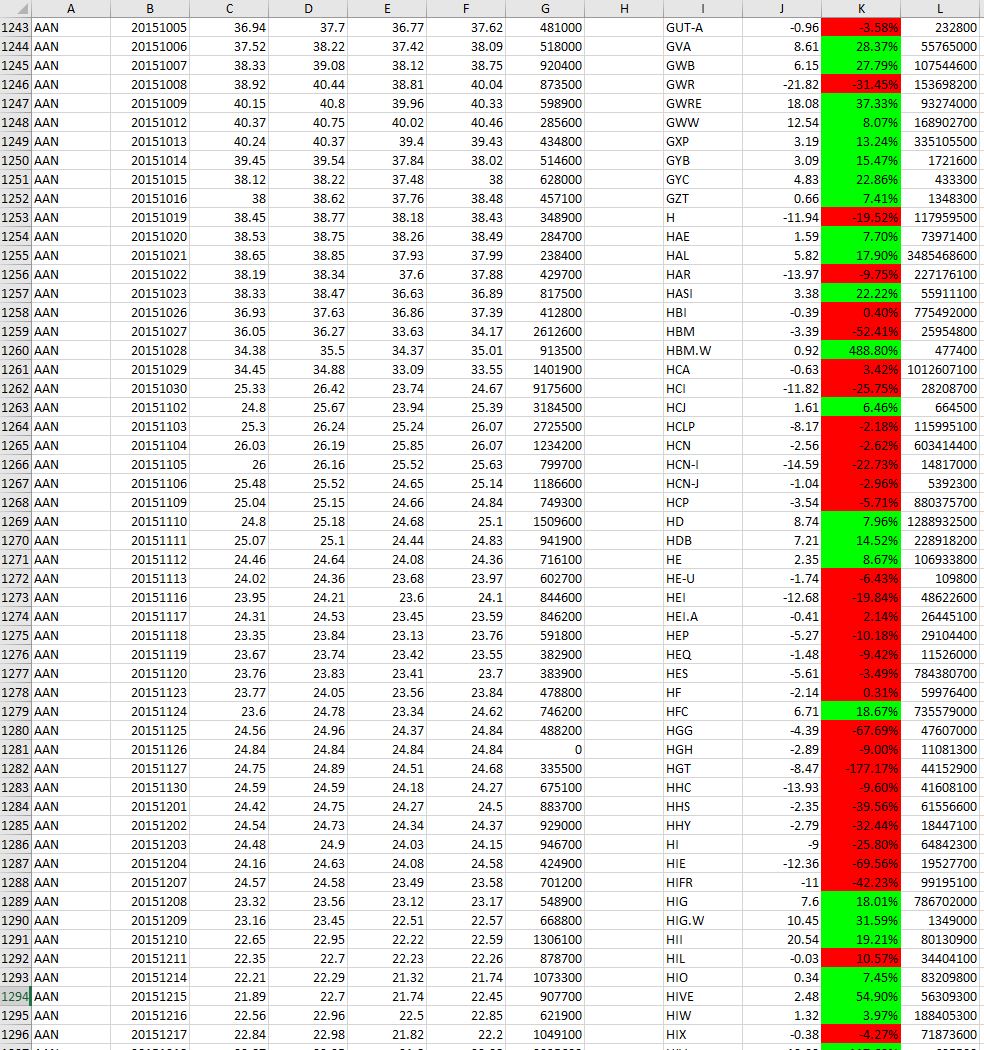 A B C D E F G H I J K L
1243 AAN 20151005 36.94 37.7 36.77 37.62 481000 GUT-A -0.96 -3.58% 232800
1244 AAN 20151006 37.52 38.22 37.42 38.09 518000 GVA 8.61 28.37% 55765000
1245 AAN 20151007 38.33 39.08 38.12 38.75 920400 GWB 6.15 27.79% 107544600
1246 AAN 20151008 38.92 40.44 38.81 40.04 873500 GWR -21.82 -31.45% 153698200
1247 AAN 20151009 40.15 40.8 39.96 40.33 598900 GWRE 18.08 37.33% 93274000
1248 AAN 20151012 40.37 40.75 40.02 40.46 285600 GWW 12.54 8.07% 168902700
1249 AAN 20151013 40.24 40.37 39.4 39.43 434800 GXP 3.19 13.24% 335105500
1250 AAN 20151014 39.45 39.54 37.84 38.02 514600 GYB 3.09 15.47% 1721600
1251 AAN 20151015 38.12 38.22 37.48 38 628000 GYC 4.83 22.86% 433300
1252 AAN 20151016 38 38.62 37.76 38.48 457100 GZT 0.66 7.41% 1348300
1253 AAN 20151019 38.45 38.77 38.18 38.43 348900 H -11.94 -19.52% 117959500
1254 AAN 20151020 38.53 38.75 38.26 38.49 284700 HAE 1.59 7.70% 73971400
1255 AAN 20151021 38.65 38.85 37.93 37.99 238400 HAL 5.82 17.90% 3485468600
1256 AAN 20151022 38.19 38.34 37.6 37.88 429700 HAR -13.97 -9.75% 227176100
1257 AAN 20151023 38.33 38.47 36.63 36.89 817500 HASI 3.38 22.22% 55911100
1258 AAN 20151026 36.93 37.63 36.86 37.39 412800 HBI -0.39 0.40% 775492000
1259 AAN 20151027 36.05 36.27 33.63 34.17 2612600 HBM -3.39 -52.41% 25954800
1260 AAN 20151028 34.38 35.5 34.37 35.01 913500 HBM.W 0.92 488.80% 477400
1261 AAN 20151029 34.45 34.88 33.09 33.55 1401900 HCA -0.63 3.42% 1012607100
1262 AAN 20151030 25.33 26.42 23.74 24.67 9175600 HCI -11.82 -25.75% 28208700
1263 AAN 20151102 24.8 25.67 23.94 25.39 3184500 HCJ 1.61 6.46% 664500
1264 AAN 20151103 25.3 26.24 25.24 26.07 2725500 HCLP -8.17 -2.18% 115995100
1265 AAN 20151104 26.03 26.19 25.85 26.07 1234200 HCN -2.56 -2.62% 603414400
1266 AAN 20151105 26 26.16 25.52 25.63 799700 HCN-I -14.59 -22.73% 14817000
1267 AAN 20151106 25.48 25.52 24.65 25.14 1186600 HCN-J -1.04 -2.96% 5392300
1268 AAN 20151109 25.04 25.15 24.66 24.84 749300 HCP -3.54 -5.71% 880375700
1269 AAN 20151110 24.8 25.18 24.68 25.1 1509600 HD 8.74 7.96% 1288932500
1270 AAN 20151111 25.07 25.1 24.44 24.83 941900 HDB 7.21 14.52% 228918200
1271 AAN 20151112 24.46 24.64 24.08 24.36 716100 HE 2.35 8.67% 106933800
1272 AAN 20151113 24.02 24.36 23.68 23.97 602700 HE-U -1.74 -6.43% 109800
1273 AAN 20151116 23.95 24.21 23.6 24.1 844600 HEI -12.68 -19.84% 48622600
1274 AAN 20151117 24.31 24.53 23.45 23.59 846200 HEI.A -0.41 2.14% 26445100
1275 AAN 20151118 23.35 23.84 23.13 23.76 591800 HEP -5.27 -10.18% 29104400
1276 AAN 20151119 23.67 23.74 23.42 23.55 382900 HEQ -1.48 -9.42% 11526000
1277 AAN 20151120 23.76 23.83 23.41 23.7 383900 HES -5.61 -3.49% 784380700
1278 AAN 20151123 23.77 24.05 23.56 23.84 478800 HF -2.14 0.31% 59976400
1279 AAN 20151124 23.6 24.78 23.34 24.62 746200 HFC 6.71 18.67% 735579000
1280 AAN 20151125 24.56 24.96 24.37 24.84 488200 HGG -4.39 -67.69% 47607000
1281 AAN 20151126 24.84 24.84 24.84 24.84 0 HGH -2.89 -9.00% 11081300
1282 AAN 20151127 24.75 24.89 24.51 24.68 335500 HGT -8.47 -177.17% 44152900
1283 AAN 20151130 24.59 24.59 24.18 24.27 675100 HHC -13.93 -9.60% 41608100
1284 AAN 20151201 24.42 24.75 24.27 24.5 883700 HHS -2.35 -39.56% 61556600
1285 AAN 20151202 24.54 24.73 24.34 24.37 929000 HHY -2.79 -32.44% 18447100
1286 AAN 20151203 24.48 24.9 24.03 24.15 946700 HI -9 -25.80% 64842300
1287 AAN 20151204 24.16 24.63 24.08 24.58 424900 HIE -12.36 -69.56% 19527700
1288 AAN 20151207 24.57 24.58 23.49 23.58 701200 HIFR -11 -42.23% 99195100
1289 AAN 20151208 23.32 23.56 23.12 23.17 548900 HIG 7.6 18.01% 786702000
1290 AAN 20151209 23.16 23.45 22.51 22.57 668800 HIG.W 10.45 31.59% 1349000
1291 AAN 20151210 22.65 22.95 22.22 22.59 1306100 HII 20.54 19.21% 80130900
1292 AAN 20151211 22.35 22.7 22.23 22.26 878700 HIL -0.03 10.57% 34404100
1293 AAN 20151214 22.21 22.29 21.32 21.74 1073300 HIO 0.34 7.45% 83209800
1294 AAN 20151215 21.89 22.7 21.74 22.45 907700 HIVE 2.48 54.90% 56309300
1295 AAN 20151216 22.56 22.96 22.5 22.85 621900 HIW 1.32 3.97% 188405300
1296 AAN 20151217 22.84 22.98 21.82 22.2 1049100 HIX -0.38 -4.27% 71873600